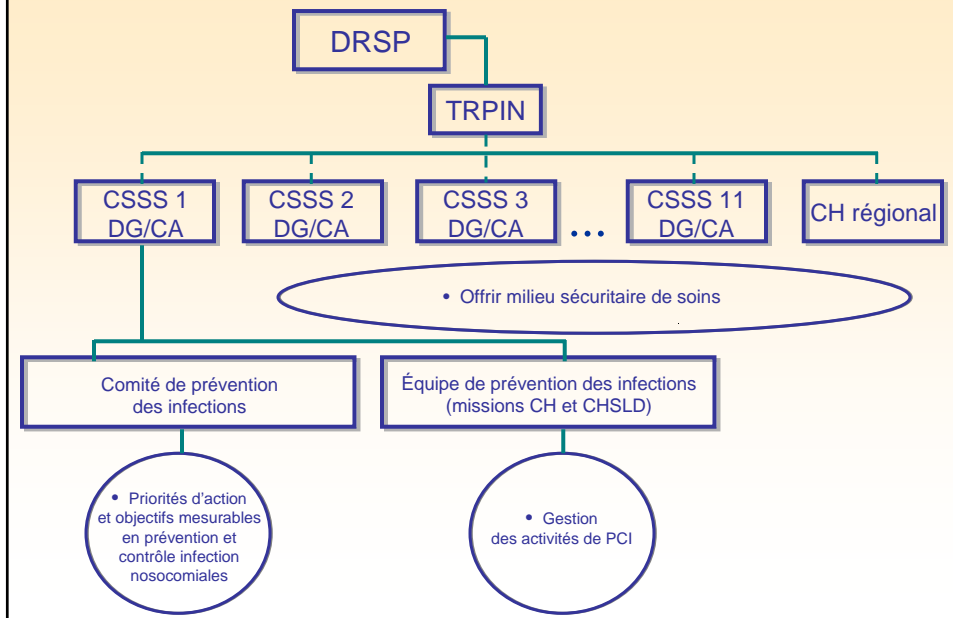 DRSP
TRPIN
CSSS 1
DG/CA
CSSS 2
DG/CA
CSSS 3
DG/CA
...
CSSS 11
DG/CA
CH régional
• Offrir milieu sécuritaire de soins
Comité de prévention
des infections
Équipe de prévention des infections
(missions CH et CHSLD)
• Priorités d'action
et objectifs mesurables
en prévention et
contrôle infection
nosocomiales
• Gestion
des activités de PCI